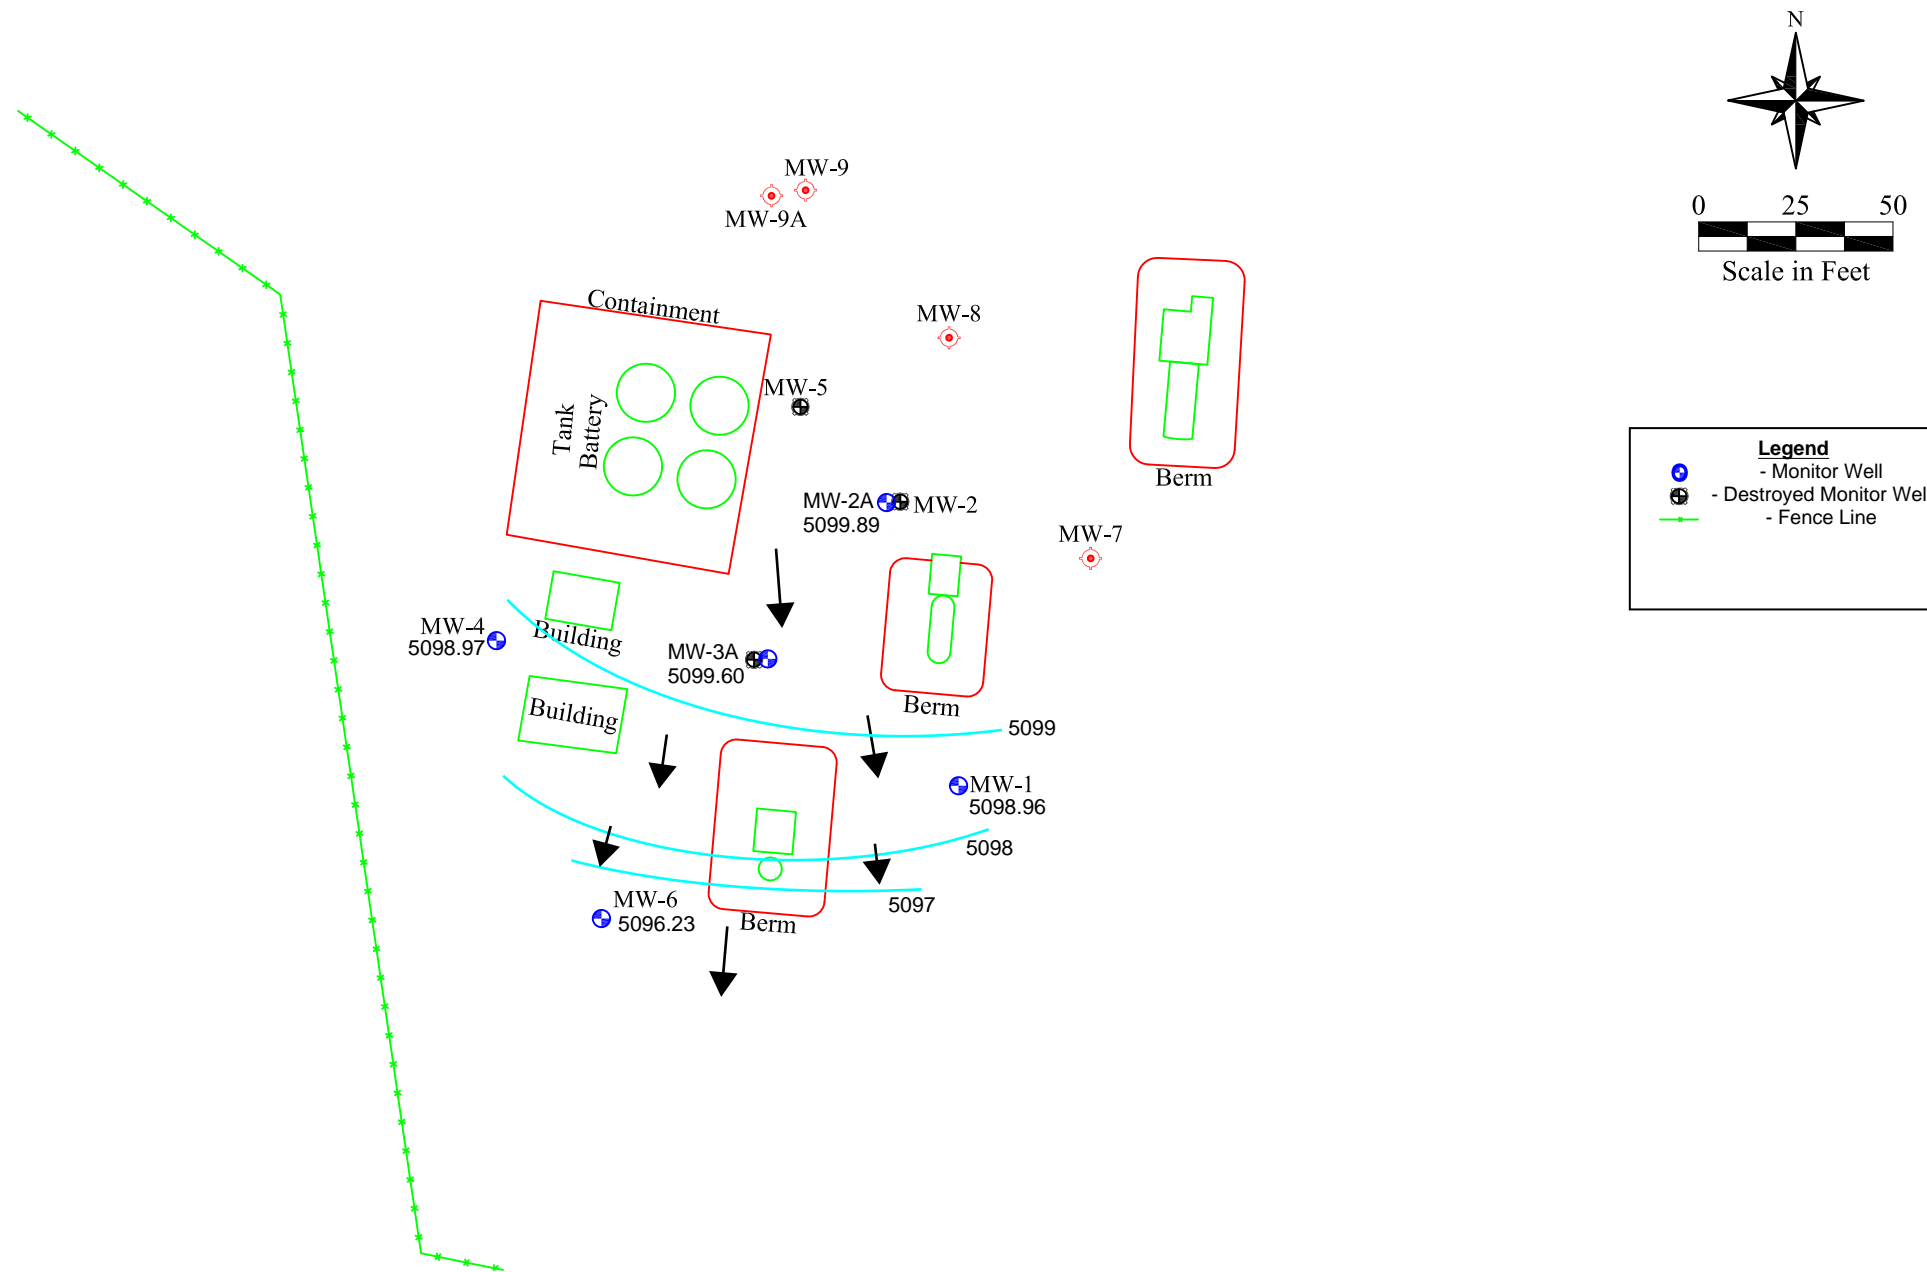 N
0 25 50
Scale in Feet
MW-9
MW-9A
Containment
MW-8
MW-5
Tank
Battery
Berm
Legend
- Monitor Well
- Destroyed Monitor Wel
- Fence Line
MW-2A
5099.89
MW-2
MW-7
MW-4
5098.97
Building
MW-3A
5099.60
Berm
Building
5099
MW-1
5098.96
5098
MW-6
5096.23
5097
Berm